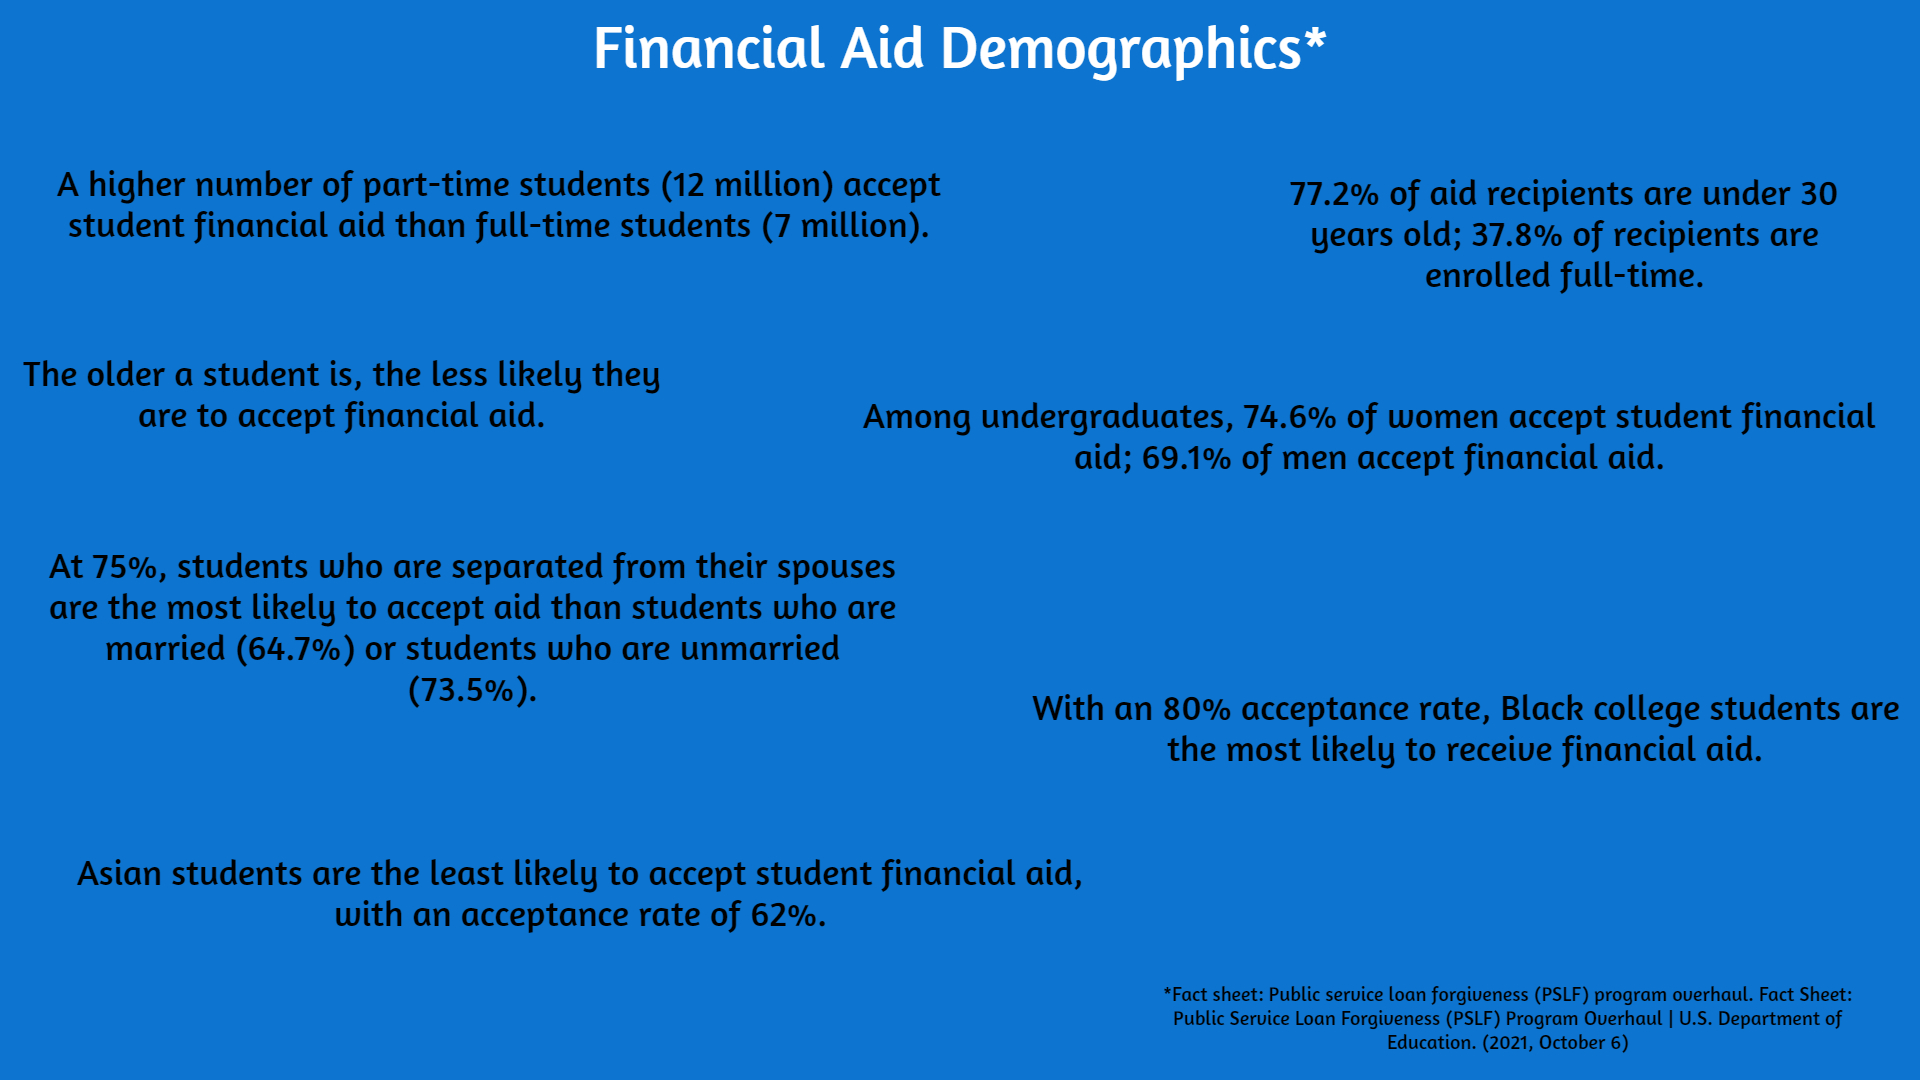 Financial Aid Demographics*
A higher number of part-time students (12 million) accept
student financial aid than full-time students (7 million).
77.2% of aid recipients are under 30
years old; 37.8% of recipients are
enrolled full-time.
The older a student is, the less likely they
are to accept financial aid.
Among undergraduates, 74.6% of women accept student financial
aid; 69.1% of men accept financial aid.
At 75%, students who are separated from their spouses
are the most likely to accept aid than students who are
married (64.7%) or students who are unmarried
(73.5%).
With an 80% acceptance rate, Black college students are
the most likely to receive financial aid.
Asian students are the least likely to accept student financial aid,
with an acceptance rate of 62%.
*Fact sheet: Public service loan forgiveness (PSLF) program overhaul. Fact Sheet:
Public Service Loan Forgiveness (PSLF) Program Overhaul | U.S. Department of
Education. (2021, October 6)